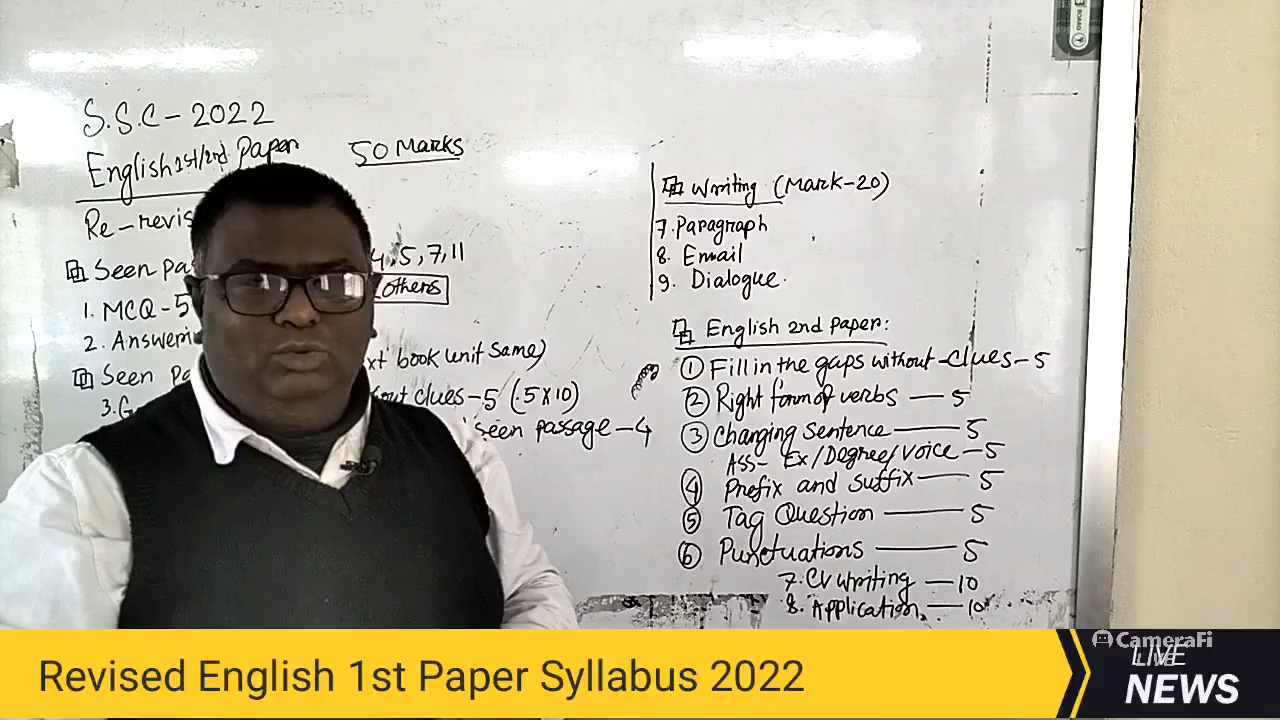 S.S.C - 2022
English 1st/2nd Paper
50 Marks
Re-revis
Seen pa
4, 5, 7, 11
1. MCQ - 5
others
2. Answeri
xt book unit same)
Seen Pa
3. G
out clues - 5 (.5 x 10)
seen passage - 4
Writing (Mark-20)
7. Paragraph
8. Email
9. Dialogue.
English 2nd Paper:
① Fill in the gaps without clues - 5
② Right form of verbs — 5
③ Changing sentence — 5
Ass- Ex/Degree/Voice - 5
④ Prefix and suffix — 5
⑤ Tag Question — 5
⑥ Punctuations — 5
7. CV writing — 10
8. Application — 10
CameraFi
LIVE
Revised English 1st Paper Syllabus 2022
LIVE
NEWS